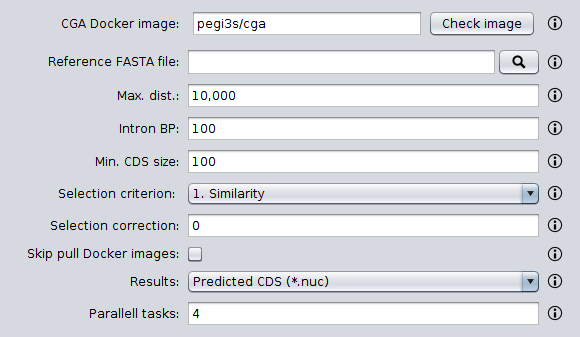 CGA Docker image: pegi3s/cga Check image
Reference FASTA file:
Max. dist.: 10,000
Intron BP: 100
Min. CDS size: 100
Selection criterion: 1. Similarity
Selection correction: 0
Skip pull Docker images:
Results: Predicted CDS (*.nuc)
Parallell tasks: 4